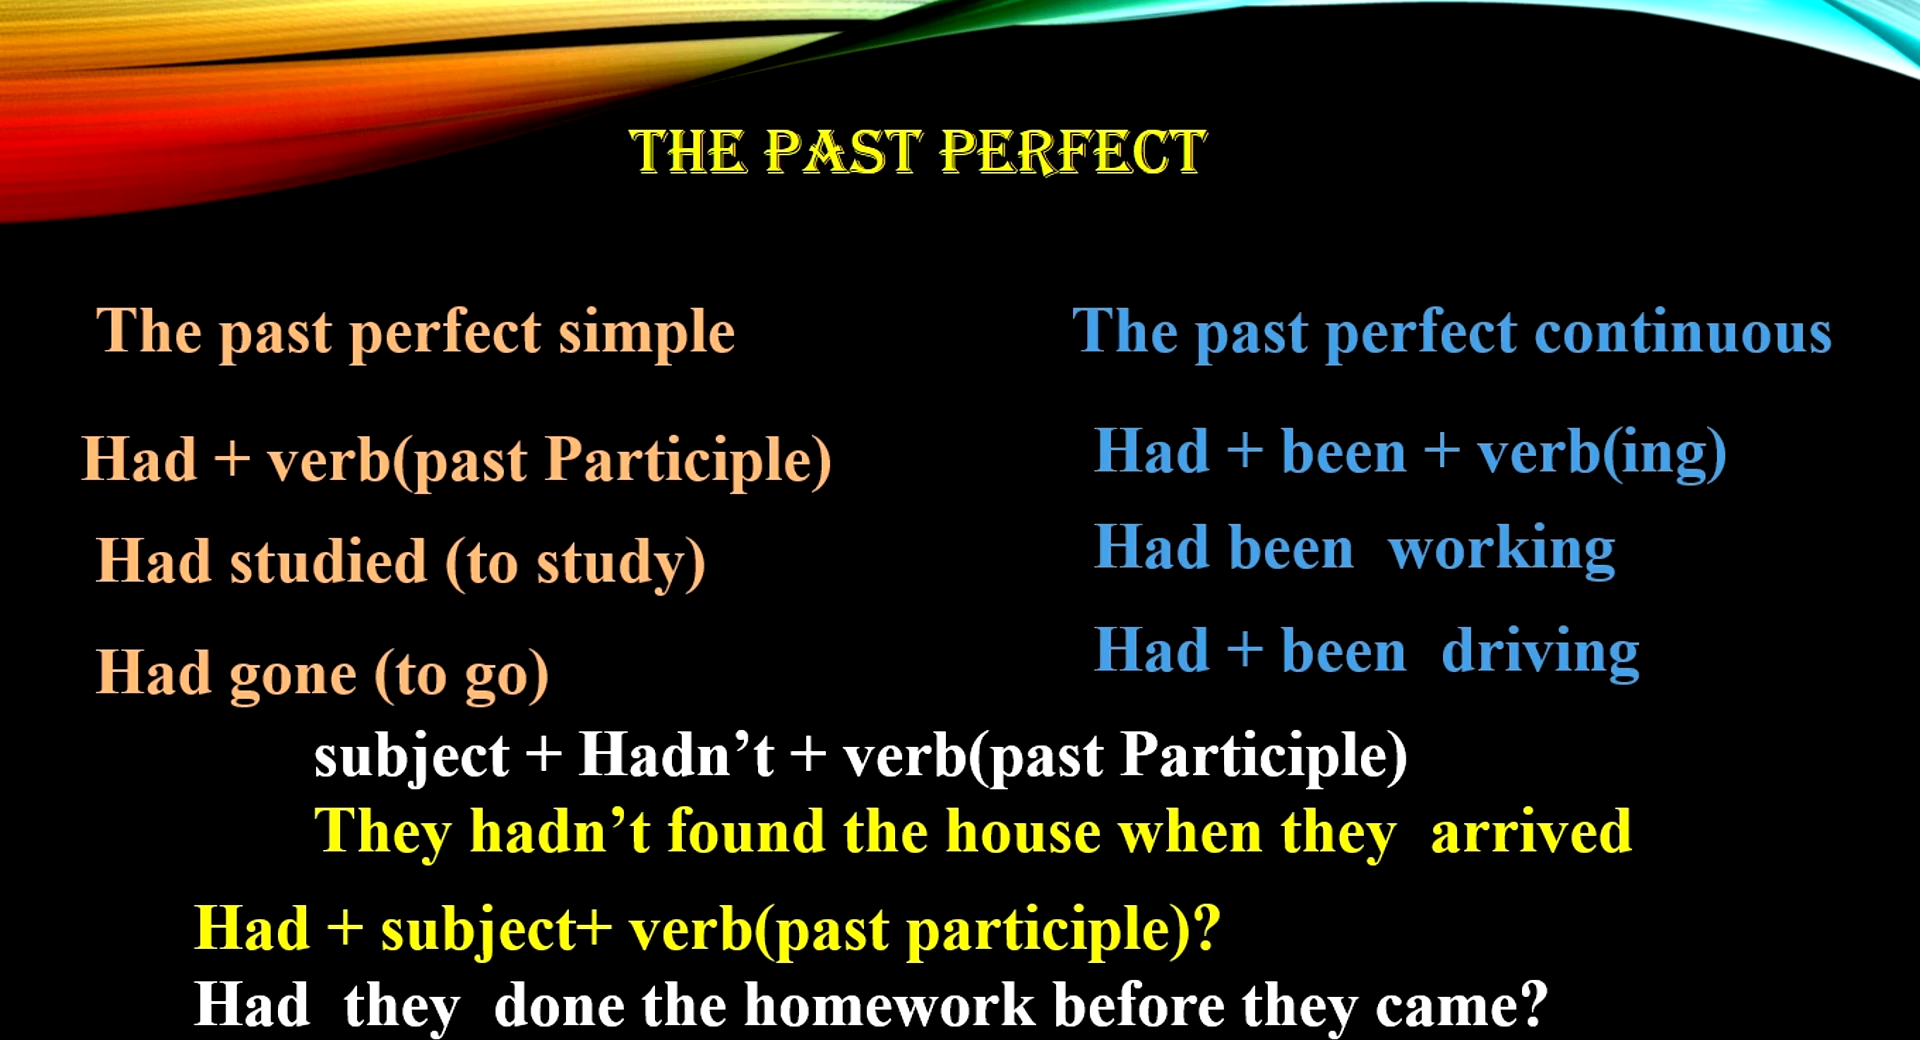 THE PAST PERFECT
The past perfect simple
Had + verb(past Participle)
Had studied (to study)
Had gone (to go)
The past perfect continuous
Had + been + verb(ing)
Had been working
Had + been driving
subject + Hadn’t + verb(past Participle)
They hadn’t found the house when they arrived
Had + subject+ verb(past participle)?
Had they done the homework before they came?